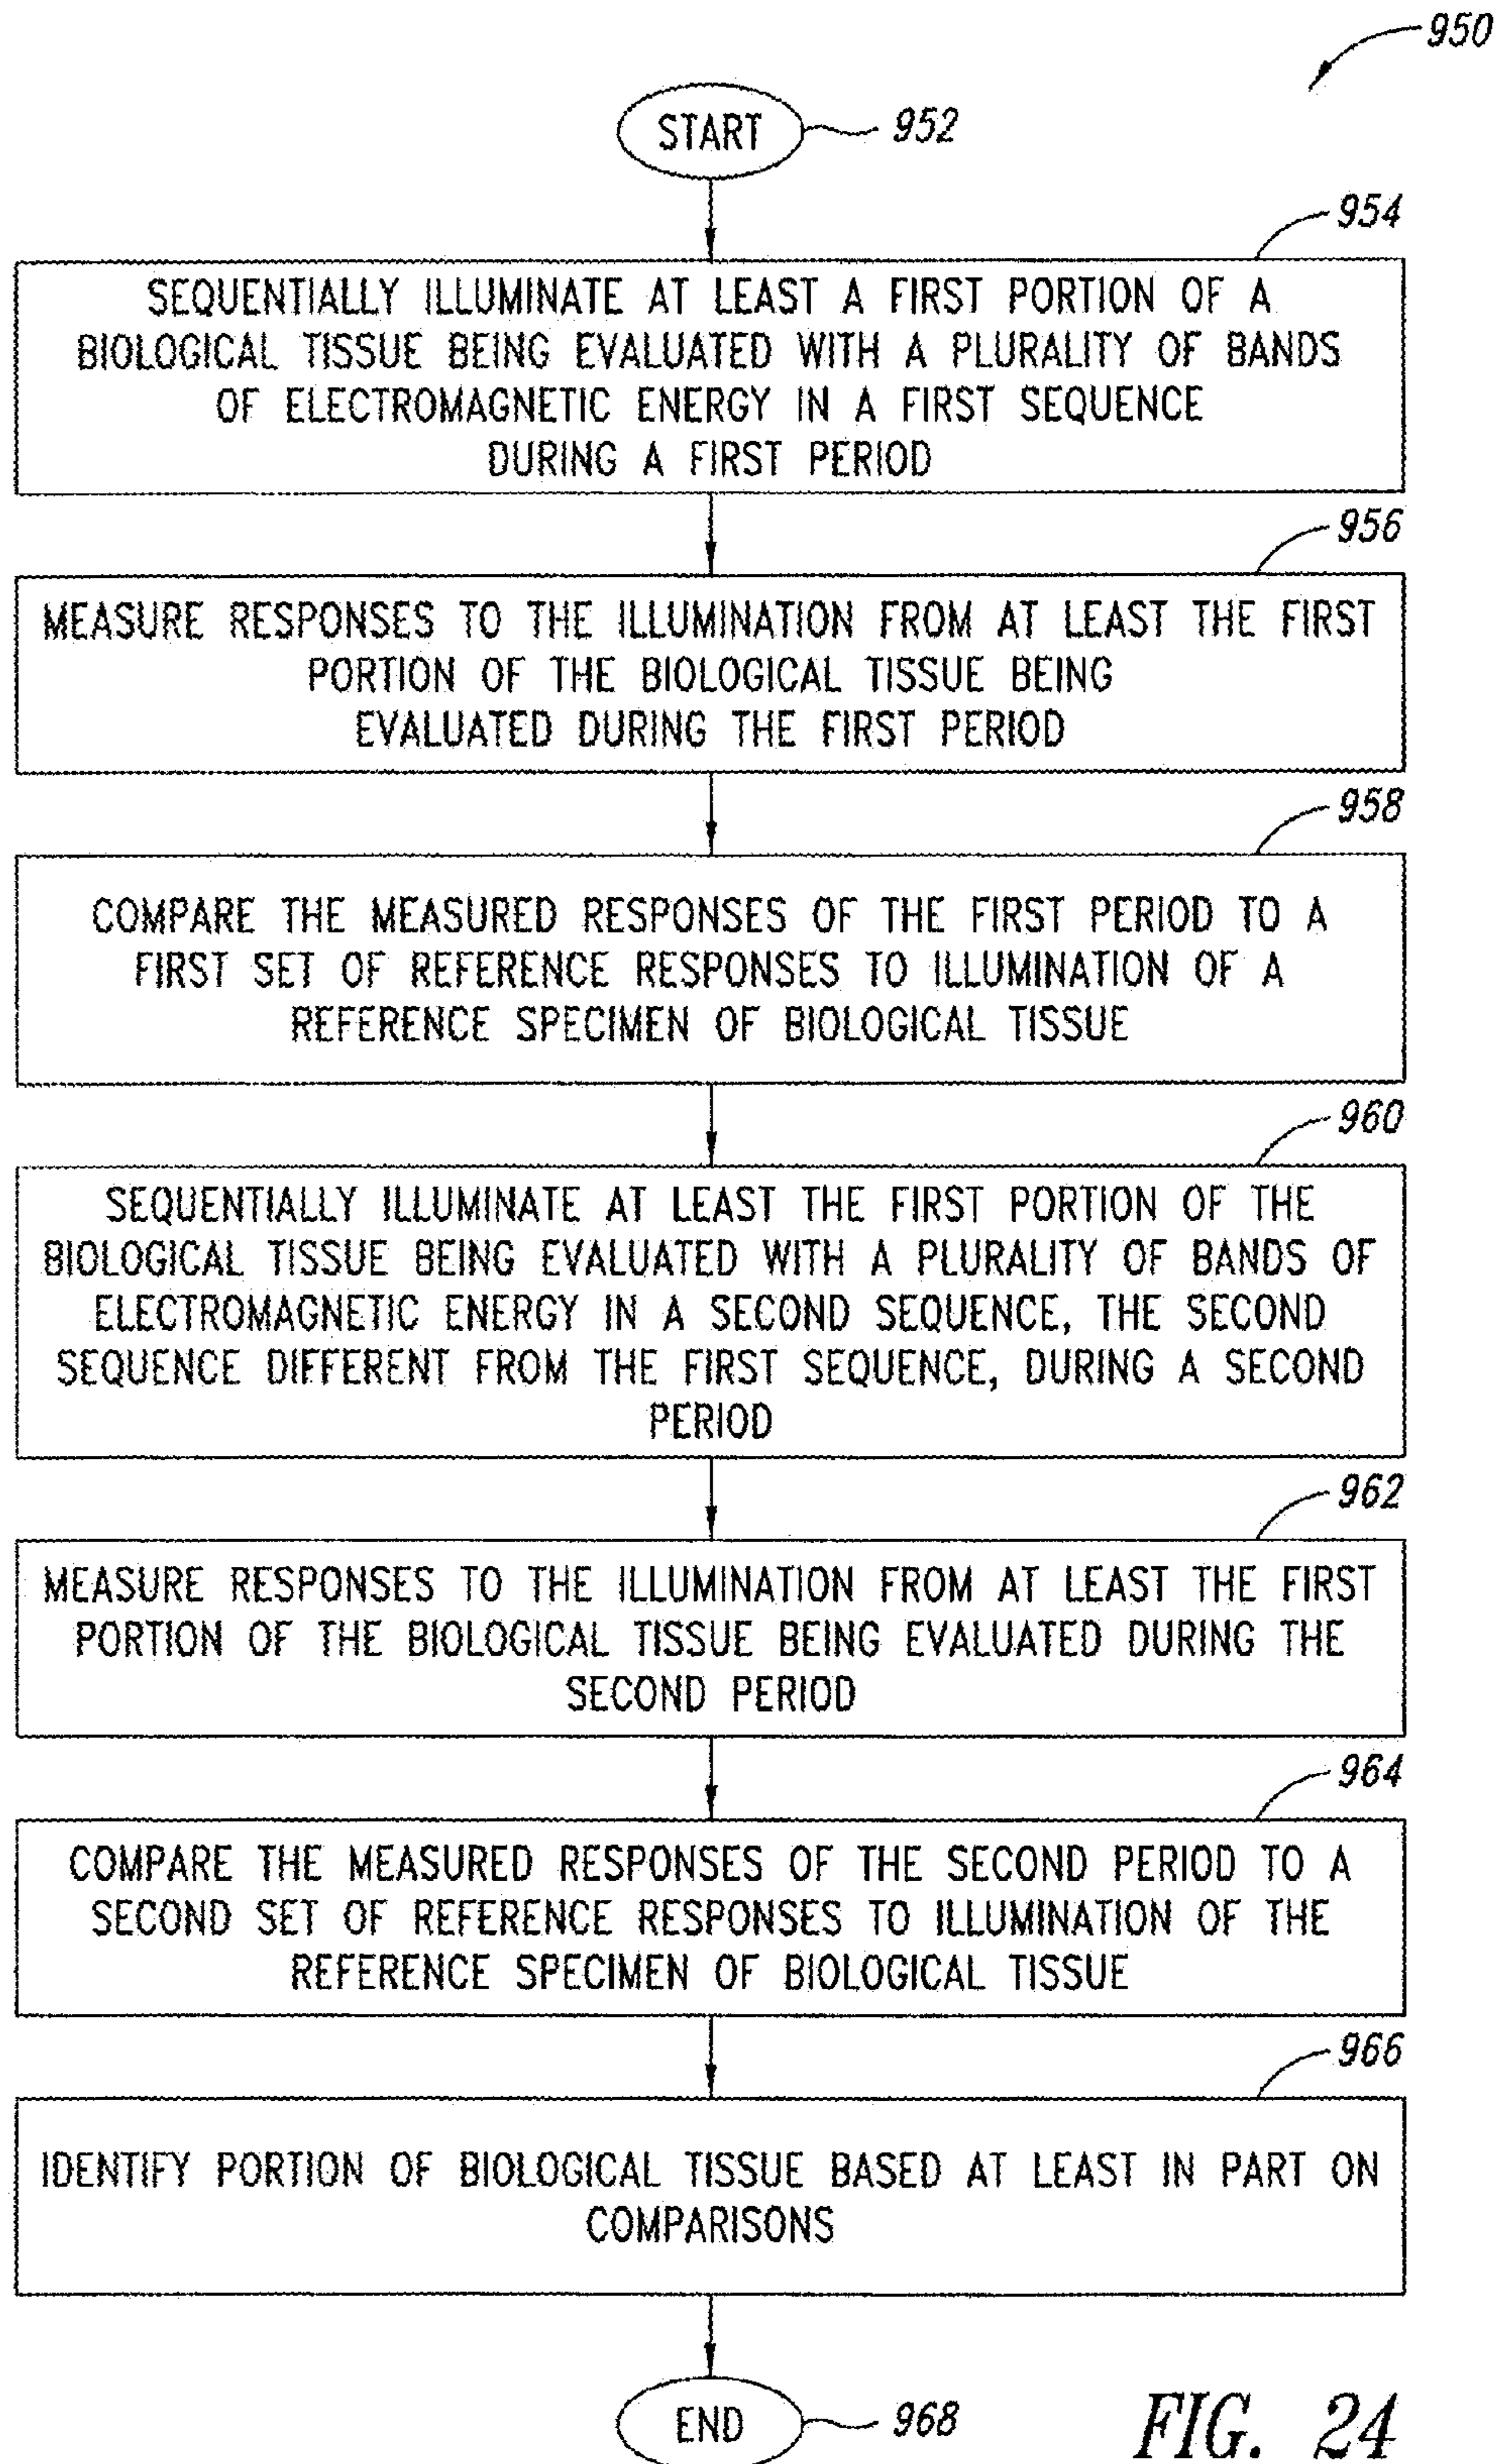 950
START 952
954
SEQUENTIALLY ILLUMINATE AT LEAST A FIRST PORTION OF A
BIOLOGICAL TISSUE BEING EVALUATED WITH A PLURALITY OF BANDS
OF ELECTROMAGNETIC ENERGY IN A FIRST SEQUENCE
DURING A FIRST PERIOD
956
MEASURE RESPONSES TO THE ILLUMINATION FROM AT LEAST THE FIRST
PORTION OF THE BIOLOGICAL TISSUE BEING
EVALUATED DURING THE FIRST PERIOD
958
COMPARE THE MEASURED RESPONSES OF THE FIRST PERIOD TO A
FIRST SET OF REFERENCE RESPONSES TO ILLUMINATION OF A
REFERENCE SPECIMEN OF BIOLOGICAL TISSUE
960
SEQUENTIALLY ILLUMINATE AT LEAST THE FIRST PORTION OF THE
BIOLOGICAL TISSUE BEING EVALUATED WITH A PLURALITY OF BANDS OF
ELECTROMAGNETIC ENERGY IN A SECOND SEQUENCE, THE SECOND
SEQUENCE DIFFERENT FROM THE FIRST SEQUENCE, DURING A SECOND
PERIOD
962
MEASURE RESPONSES TO THE ILLUMINATION FROM AT LEAST THE FIRST
PORTION OF THE BIOLOGICAL TISSUE BEING EVALUATED DURING THE
SECOND PERIOD
964
COMPARE THE MEASURED RESPONSES OF THE SECOND PERIOD TO A
SECOND SET OF REFERENCE RESPONSES TO ILLUMINATION OF THE
REFERENCE SPECIMEN OF BIOLOGICAL TISSUE
966
IDENTIFY PORTION OF BIOLOGICAL TISSUE BASED AT LEAST IN PART ON
COMPARISONS
END 968
FIG. 24